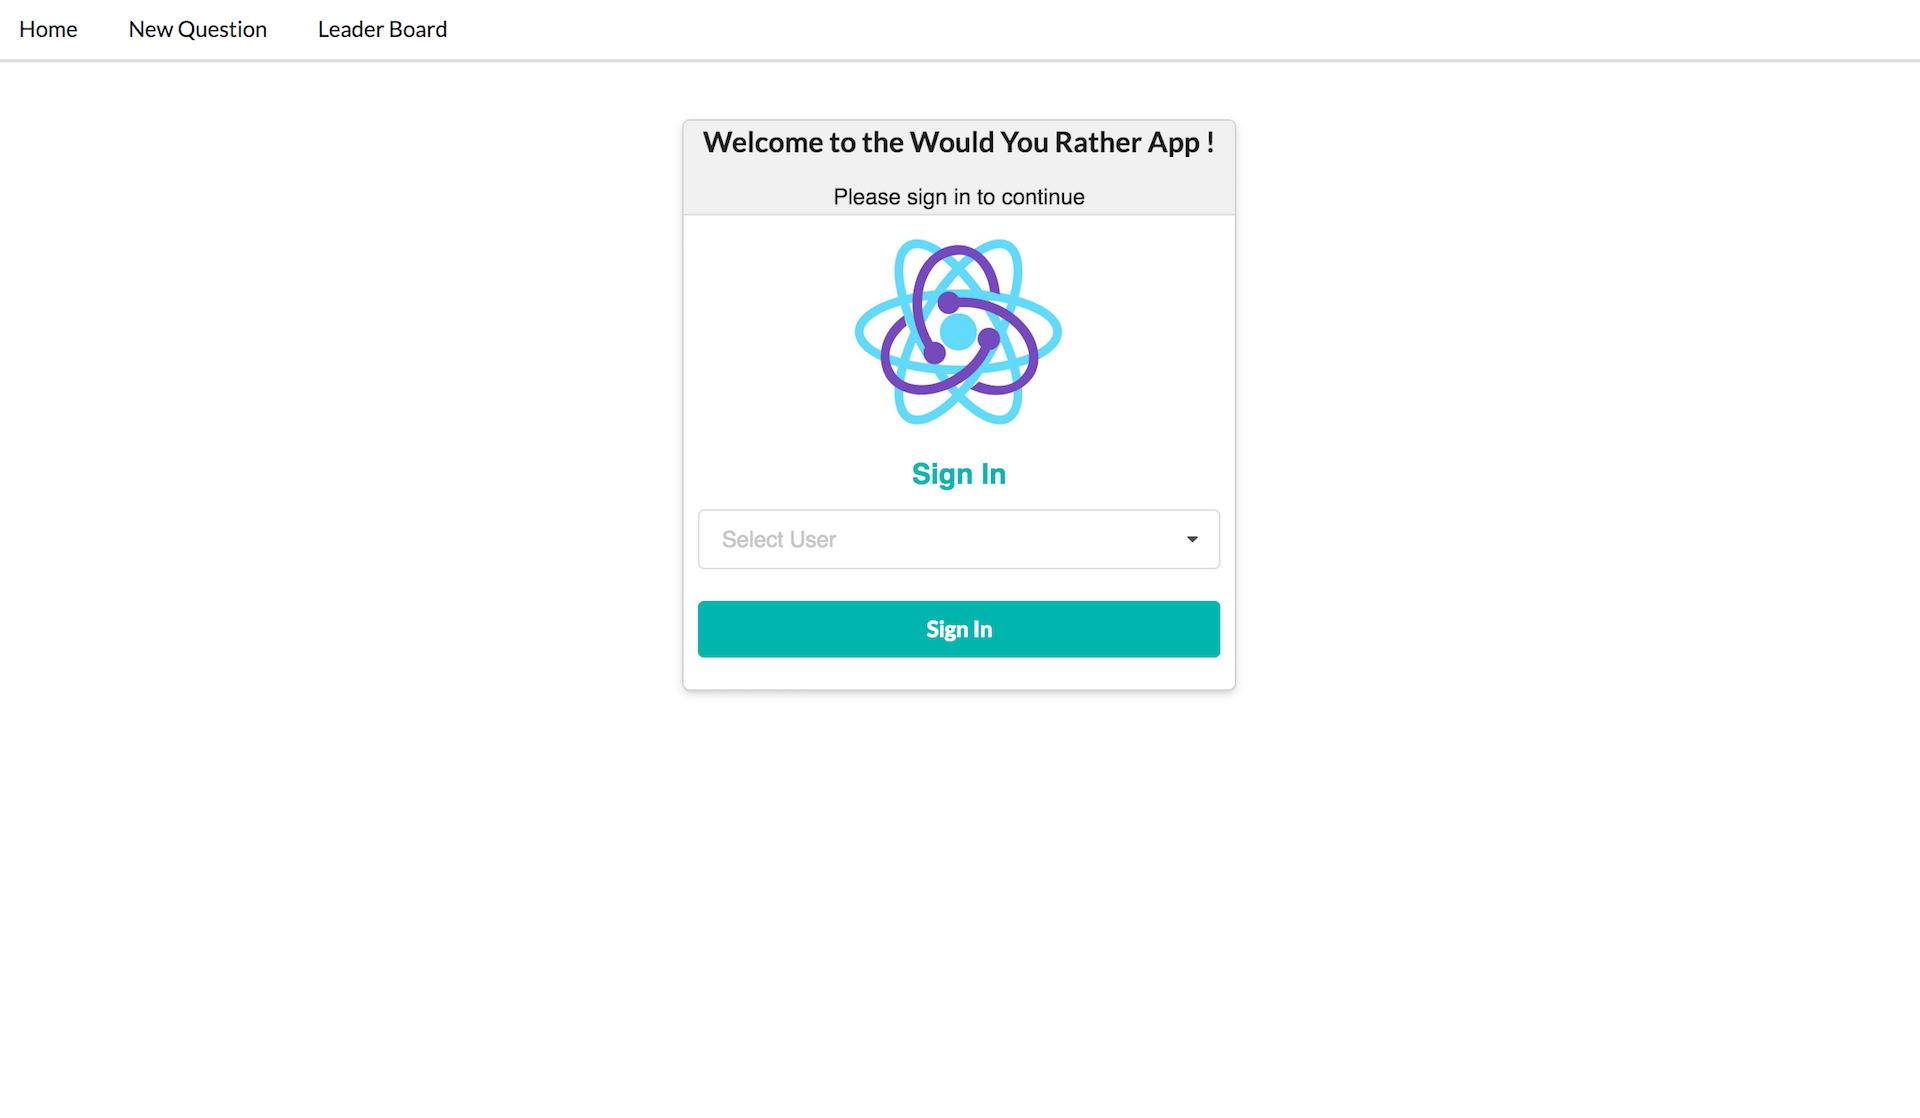 Home New Question Leader Board
Welcome to the Would You Rather App !
Please sign in to continue
Sign In
Select User
Sign In